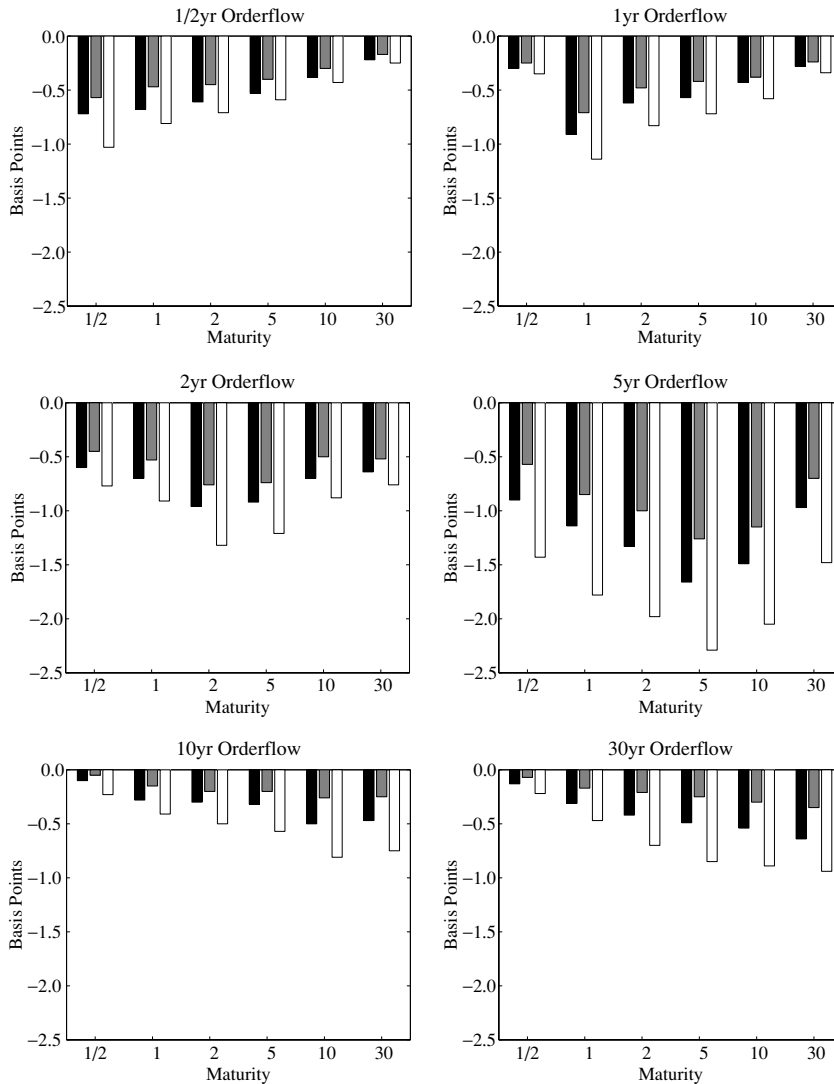 1/2yr Orderflow
0.0
−0.5
−1.0
−1.5
−2.0
−2.5
Basis Points
1/2 1 2 5 10 30
Maturity
1yr Orderflow
0.0
−0.5
−1.0
−1.5
−2.0
−2.5
Basis Points
1/2 1 2 5 10 30
Maturity
2yr Orderflow
0.0
−0.5
−1.0
−1.5
−2.0
−2.5
Basis Points
1/2 1 2 5 10 30
Maturity
5yr Orderflow
0.0
−0.5
−1.0
−1.5
−2.0
−2.5
Basis Points
1/2 1 2 5 10 30
Maturity
10yr Orderflow
0.0
−0.5
−1.0
−1.5
−2.0
−2.5
Basis Points
1/2 1 2 5 10 30
Maturity
30yr Orderflow
0.0
−0.5
−1.0
−1.5
−2.0
−2.5
Basis Points
1/2 1 2 5 10 30
Maturity